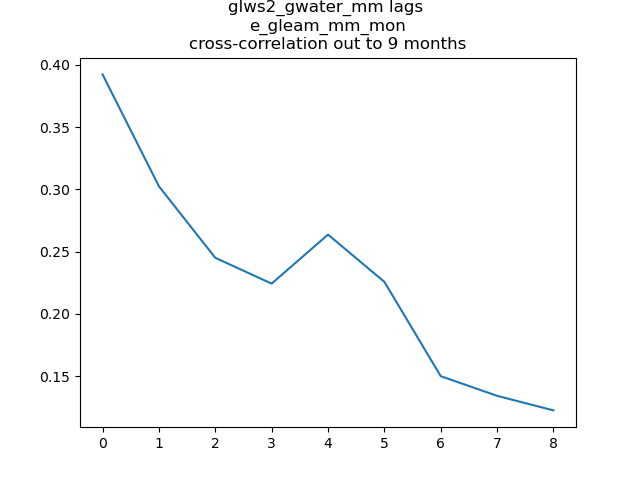 glws2_gwater_mm lags
e_gleam_mm_mon
cross-correlation out to 9 months
0.40
0.35
0.30
0.25
0.20
0.15
0 1 2 3 4 5 6 7 8